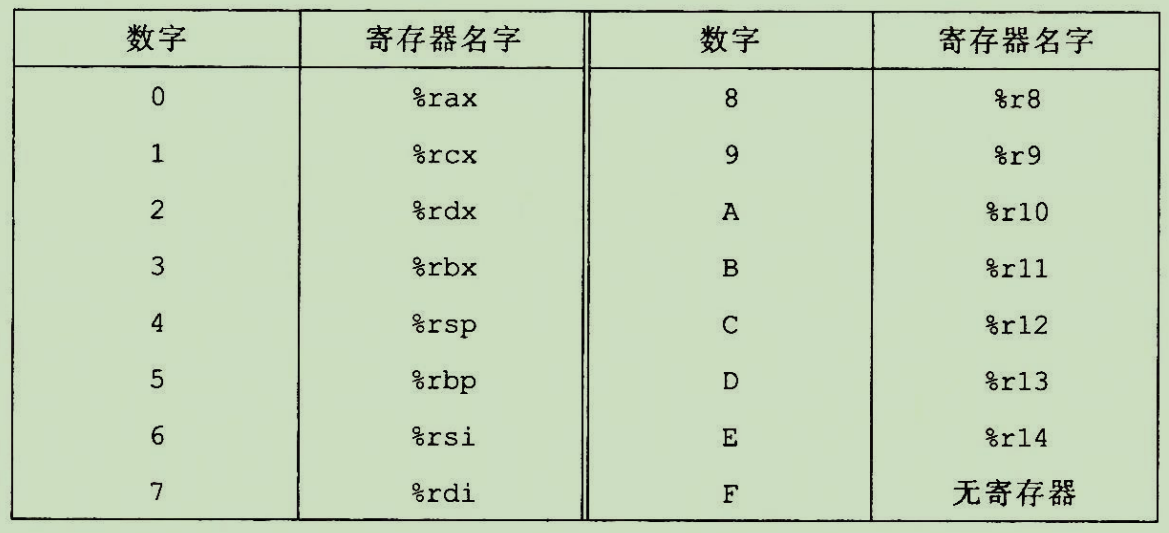 数字 寄存器名字 数字 寄存器名字
0 %rax 8 %r8
1 %rcx 9 %r9
2 %rdx A %r10
3 %rbx B %r11
4 %rsp C %r12
5 %rbp D %r13
6 %rsi E %r14
7 %rdi F 无寄存器